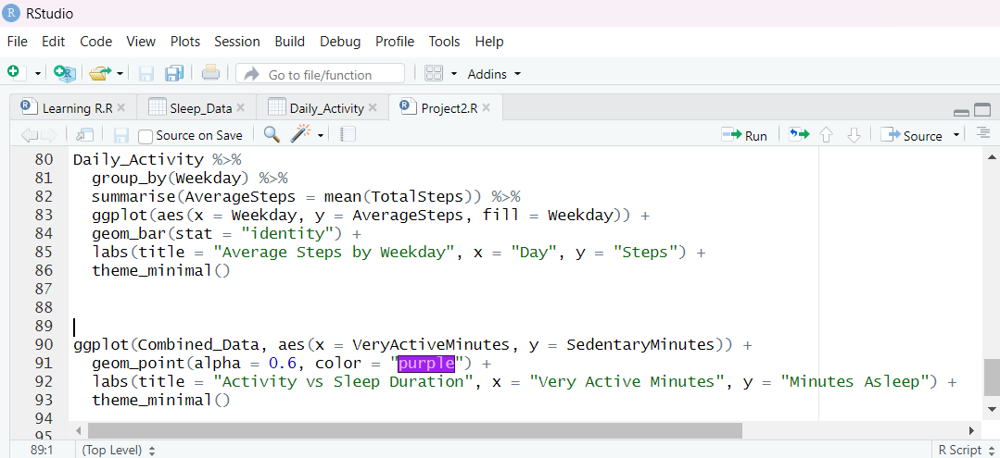 RStudio
File Edit Code View Plots Session Build Debug Profile Tools Help
Go to file/function Addins
Learning R.R Sleep_Data Daily_Activity Project2.R
Source on Save Run Source
80 Daily_Activity %>%
81 group_by(Weekday) %>%
82 summarise(AverageSteps = mean(TotalSteps)) %>%
83 ggplot(aes(x = Weekday, y = AverageSteps, fill = Weekday)) +
84 geom_bar(stat = "identity") +
85 labs(title = "Average Steps by Weekday", x = "Day", y = "Steps") +
86 theme_minimal()
87
88
89
90 ggplot(Combined_Data, aes(x = VeryActiveMinutes, y = SedentaryMinutes)) +
91 geom_point(alpha = 0.6, color = "purple") +
92 labs(title = "Activity vs Sleep Duration", x = "Very Active Minutes", y = "Minutes Asleep") +
93 theme_minimal()
94
95
89:1 (Top Level) R Script